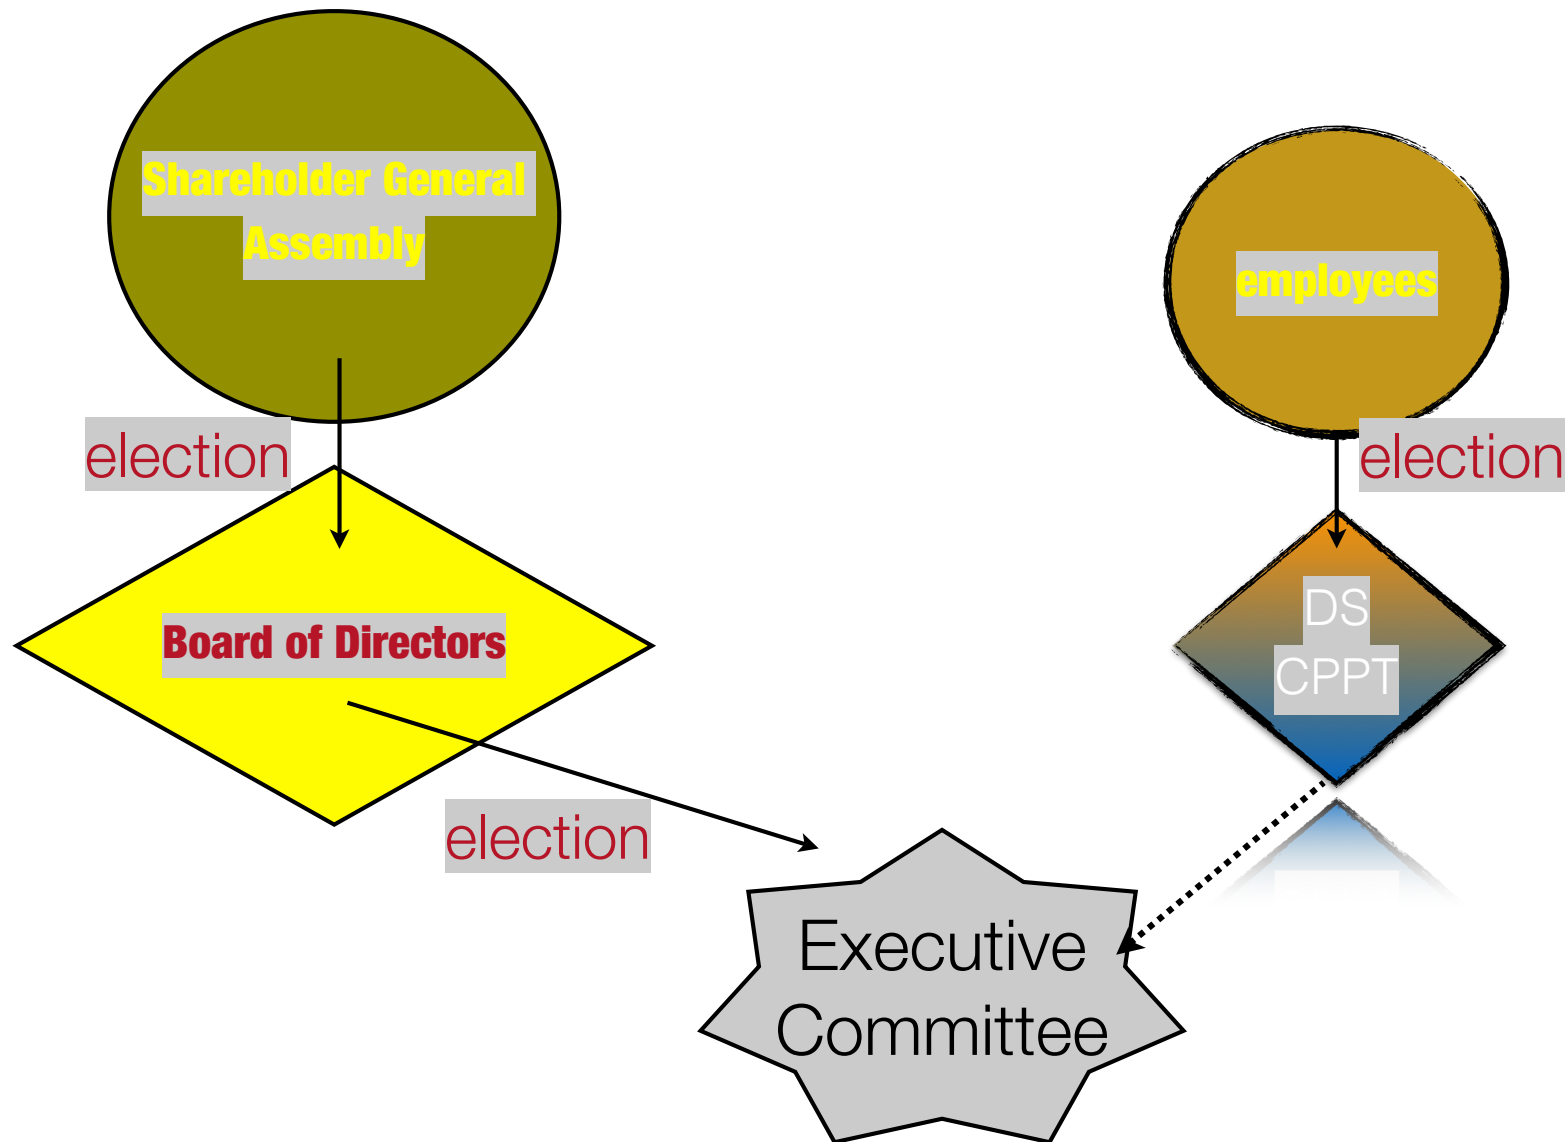 Shareholder General
Assembly
employees
election
election
DS
CPPT
Board of Directors
election
Executive
Committee